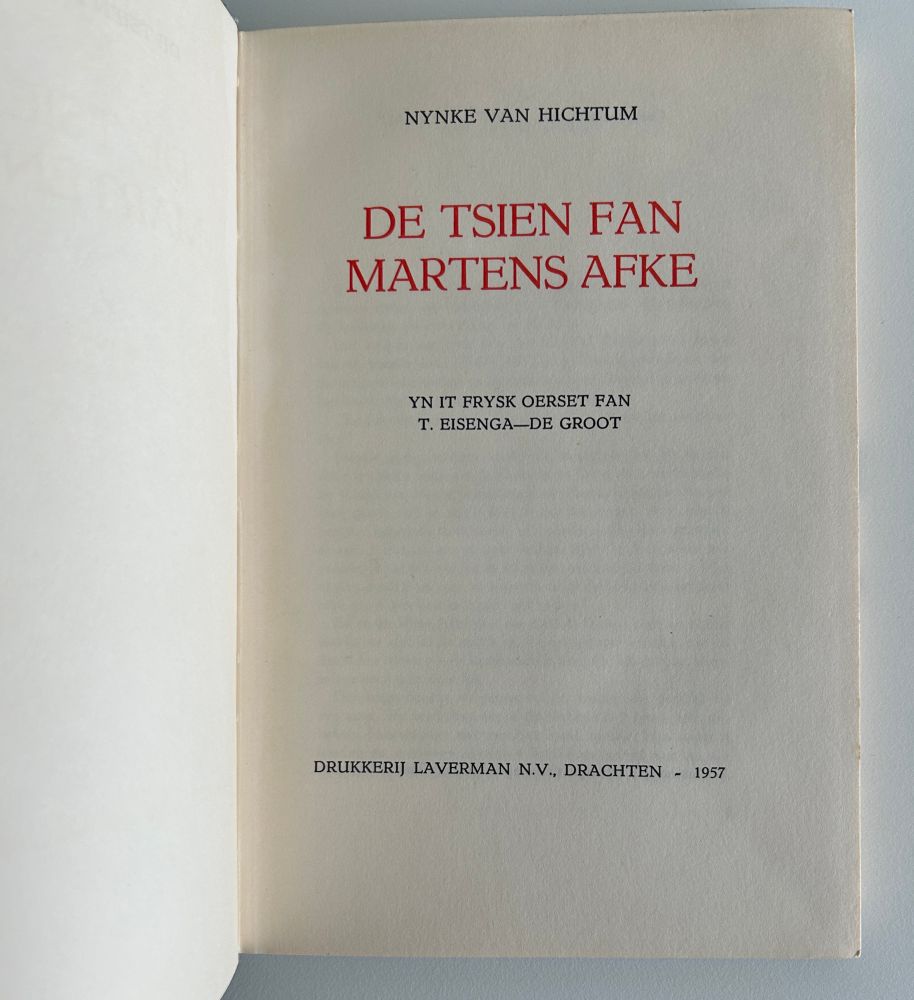 NYNKE VAN HICHTUM
DE TSIEN FAN
MARTENS AFKE
YN IT FRYSK OERSET FAN
T. EISENGA—DE GROOT
DRUKKERIJ LAVERMAN N.V., DRACHTEN - 1957